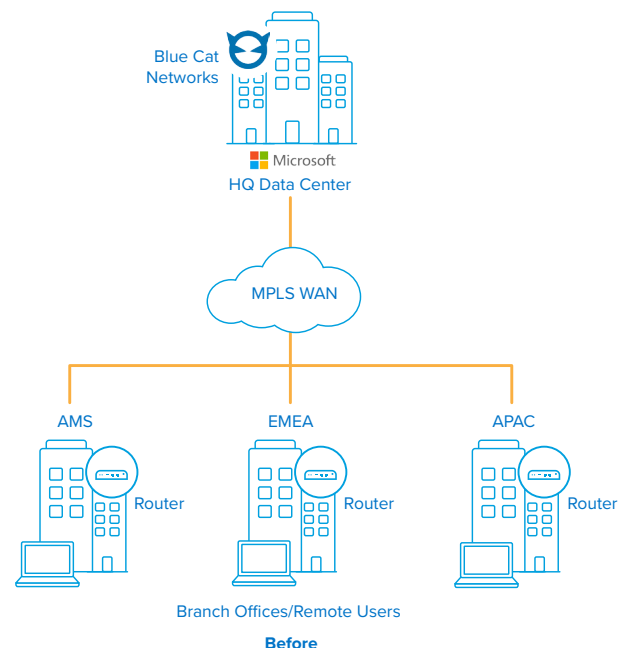 Blue Cat
Networks
Microsoft
HQ Data Center
MPLS WAN
AMS
EMEA
APAC
Router
Router
Router
Branch Offices/Remote Users
Before